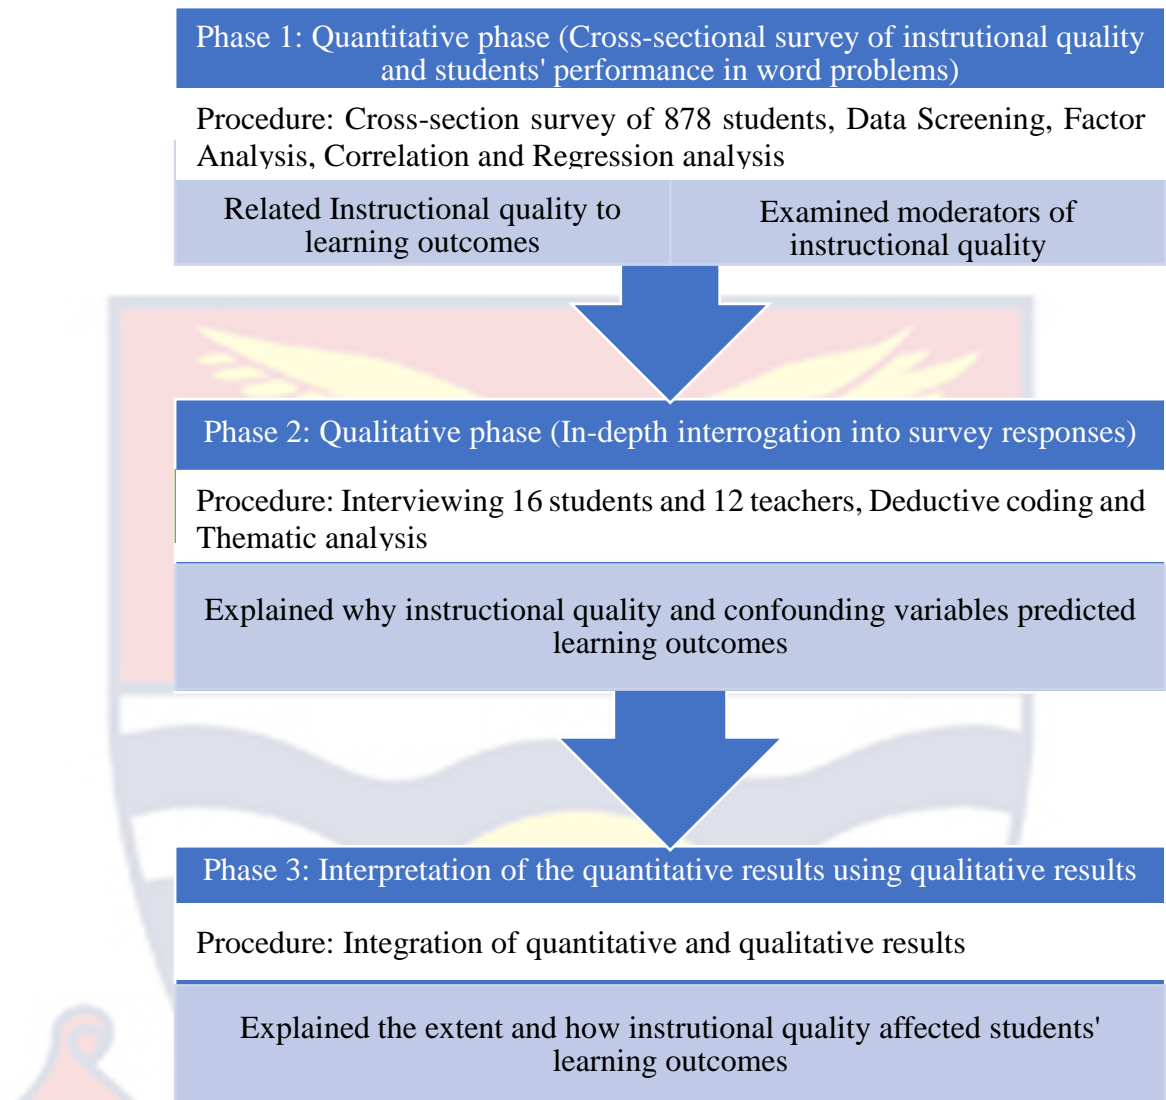 Phase 1: Quantitative phase (Cross-sectional survey of instrutional quality
and students' performance in word problems)
Procedure: Cross-section survey of 878 students, Data Screening, Factor
Analysis, Correlation and Regression analysis
Related Instructional quality to
learning outcomes
Examined moderators of
instructional quality
Phase 2: Qualitative phase (In-depth interrogation into survey responses)
Procedure: Interviewing 16 students and 12 teachers, Deductive coding and
Thematic analysis
Explained why instructional quality and confounding variables predicted
learning outcomes
Phase 3: Interpretation of the quantitative results using qualitative results
Procedure: Integration of quantitative and qualitative results
Explained the extent and how instrutional quality affected students'
learning outcomes